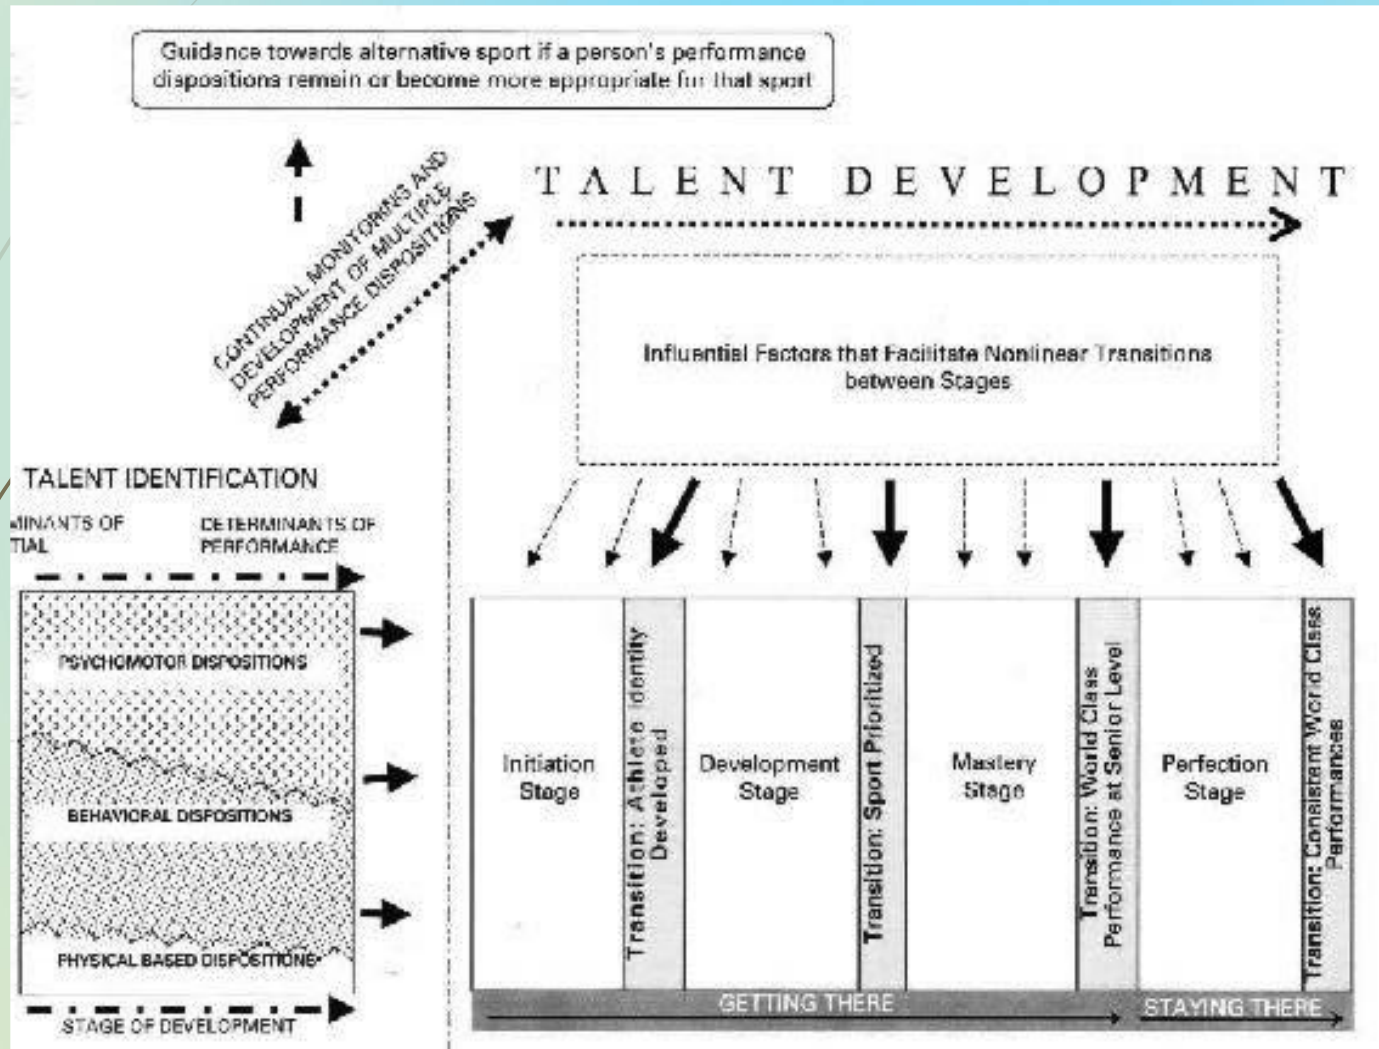 Guidance towards alternative sport if a person's performance
dispositions remain or become more appropriate for that sport
CONTINUAL MONITORING AND
DEVELOPMENT OF MULTIPLE
PERFORMANCE DISPOSITIONS
TALENT DEVELOPMENT
Influential Factors that Facilitate Nonlinear Transitions
between Stages
TALENT IDENTIFICATION
MINANTS OF
TIAL
DETERMINANTS OF
PERFORMANCE
PSYCHOMOTOR DISPOSITIONS
BEHAVIORAL DISPOSITIONS
PHYSICAL BASED DISPOSITIONS
STAGE OF DEVELOPMENT
Initiation
Stage
Transition: Athlete Identity
Developed
Development
Stage
Transition: Sport Prioritized
Mastery
Stage
Transition: World Class
Performance at Senior Level
Perfection
Stage
Transition: Consistent World Class
Performances
GETTING THERE
STAYING THERE